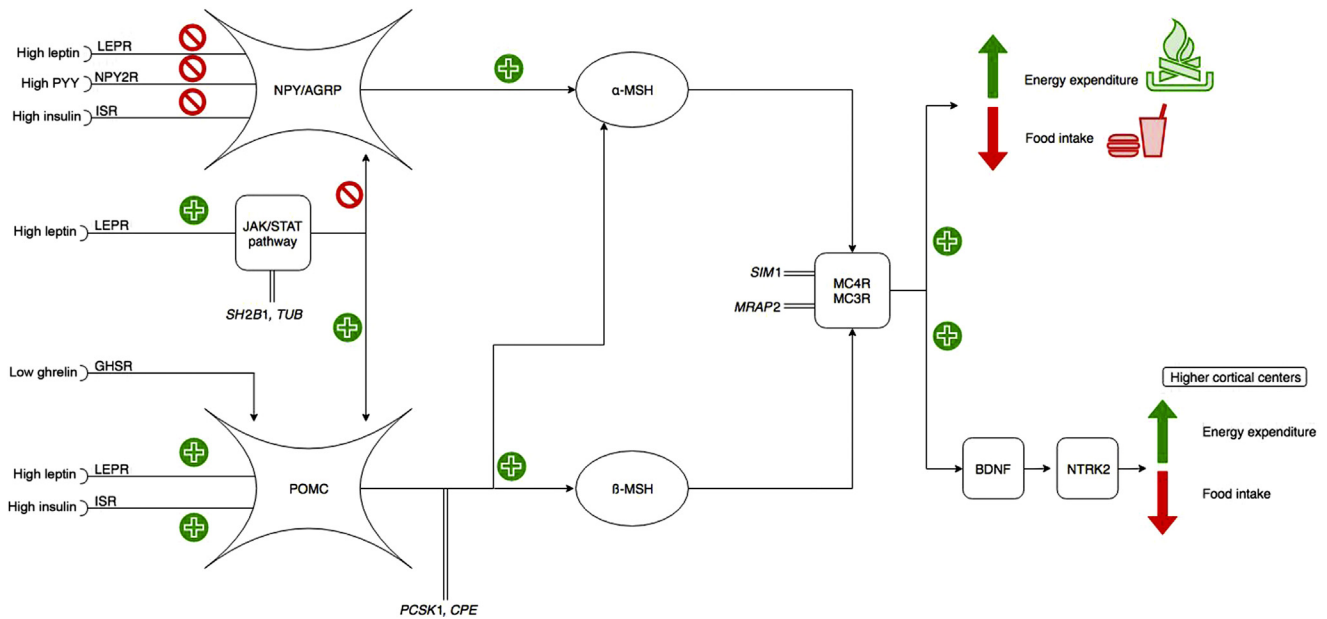 High leptin LEPR
High PYY NPY2R
High insulin ISR
NPY/AGRP
α-MSH
Energy expenditure
Food intake
High leptin LEPR
JAK/STAT
pathway
SH2B1, TUB
SIM1
MRAP2
MC4R
MC3R
Low ghrelin GHSR
Higher cortical centers
High leptin LEPR
High insulin ISR
POMC
ß-MSH
BDNF
NTRK2
Energy expenditure
Food intake
PCSK1, CPE